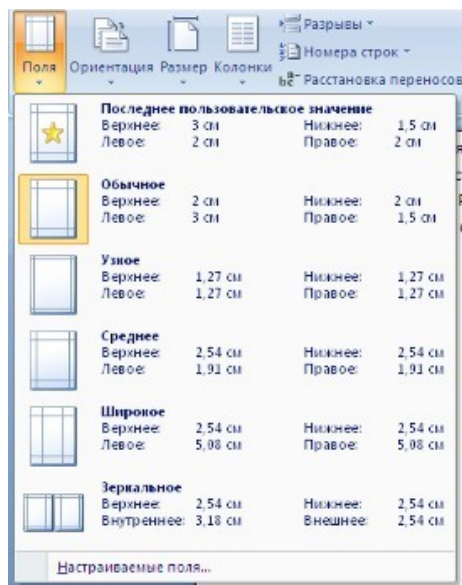 Поля Ориентация Размер Колонки
Разрывы
Номера строк
Расстановка переносов
Последнее пользовательское значение
Верхнее: 3 см Нижнее: 1,5 см
Левое: 2 см Правое: 2 см
Обычное
Верхнее: 2 см Нижнее: 2 см
Левое: 3 см Правое: 1,5 см
Узкое
Верхнее: 1,27 см Нижнее: 1,27 см
Левое: 1,27 см Правое: 1,27 см
Среднее
Верхнее: 2,54 см Нижнее: 2,54 см
Левое: 1,91 см Правое: 1,91 см
Широкое
Верхнее: 2,54 см Нижнее: 2,54 см
Левое: 5,08 см Правое: 5,08 см
Зеркальное
Верхнее: 2,54 см Нижнее: 2,54 см
Внутреннее: 3,18 см Внешнее: 2,54 см
Настраиваемые поля...